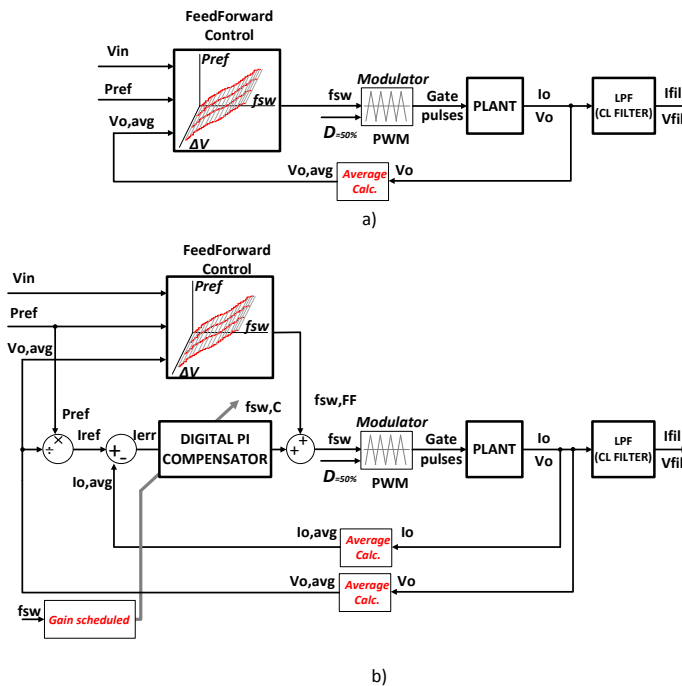 FeedForward
Control
Vin
Pref
Pref
fsw
Vo,avg
ΔV
fsw
D=50%
Modulator
PWM
Gate
pulses
PLANT
Io
Vo
LPF
(CL FILTER)
Ifil
Vfil
Vo,avg
Average
Calc.
Vo
a)
FeedForward
Control
Vin
Pref
Pref
fsw
Vo,avg
ΔV
fsw,C
fsw,FF
Pref
×
÷
Iref
+
-
Ierr
Io,avg
DIGITAL PI
COMPENSATOR
+
+
fsw
D=50%
Modulator
PWM
Gate
pulses
PLANT
Io
Vo
LPF
(CL FILTER)
Ifil
Vfil
Io,avg
Average
Calc.
Io
Vo,avg
Average
Calc.
Vo
fsw
Gain scheduled
b)